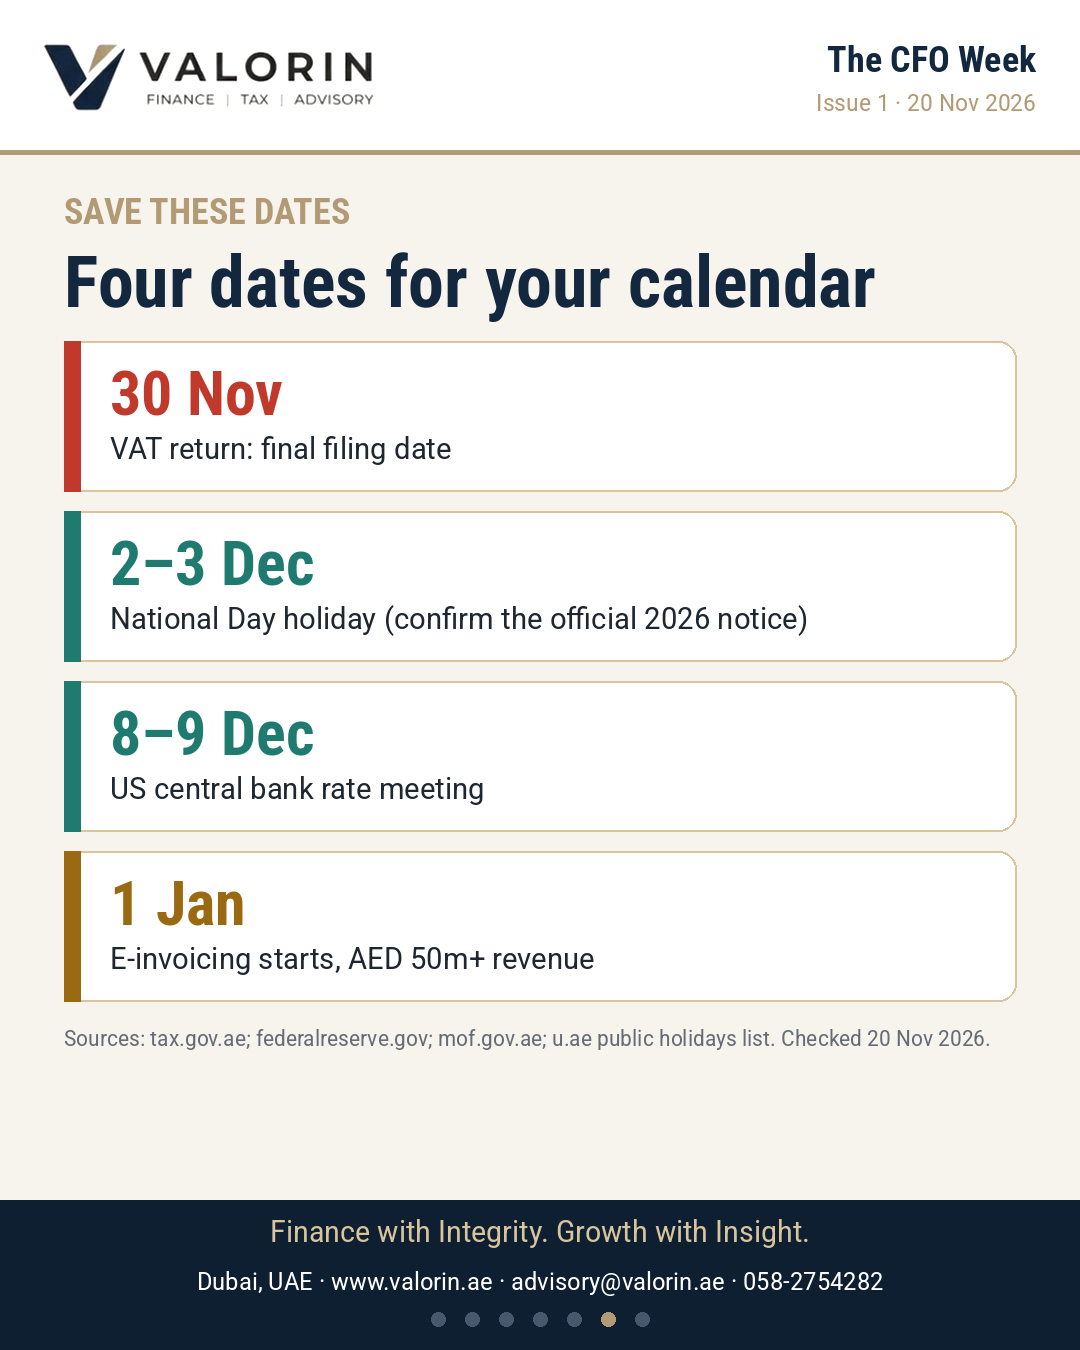 VALORIN
FINANCE | TAX | ADVISORY
The CFO Week
Issue 1 · 20 Nov 2026
SAVE THESE DATES
Four dates for your calendar
30 Nov
VAT return: final filing date
2–3 Dec
National Day holiday (confirm the official 2026 notice)
8–9 Dec
US central bank rate meeting
1 Jan
E-invoicing starts, AED 50m+ revenue
Sources: tax.gov.ae; federalreserve.gov; mof.gov.ae; u.ae public holidays list. Checked 20 Nov 2026.
Finance with Integrity. Growth with Insight.
Dubai, UAE · www.valorin.ae · advisory@valorin.ae · 058-2754282